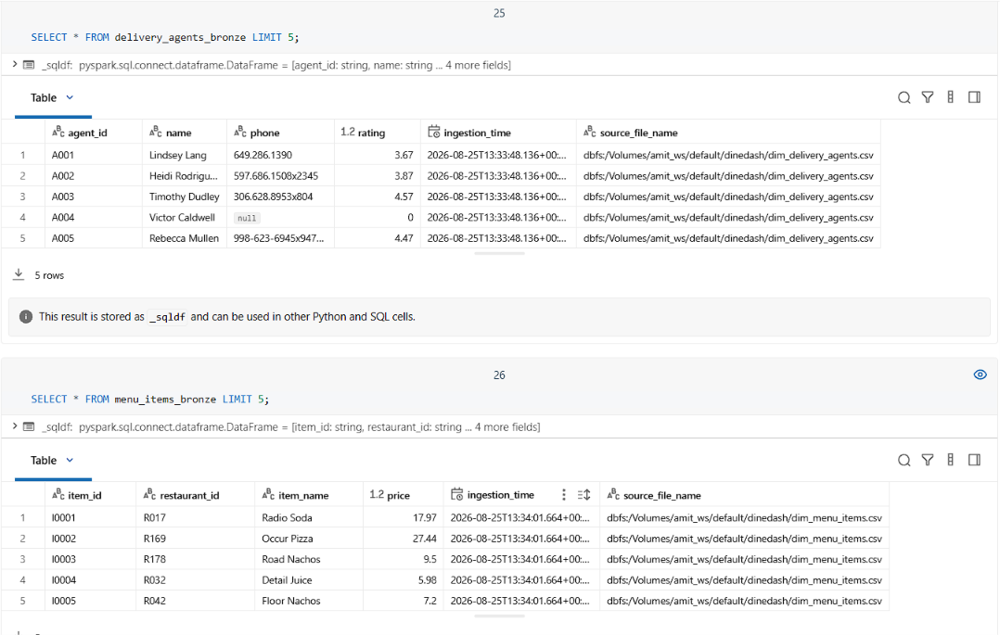 25
SELECT * FROM delivery_agents_bronze LIMIT 5;
_sqldf: pyspark.sql.connect.dataframe.DataFrame = [agent_id: string, name: string ... 4 more fields]
Table
agent_id name phone 1.2 rating ingestion_time source_file_name
1 A001 Lindsey Lang 649.286.1390 3.67 2026-08-25T13:33:48.136+00:... dbfs:/Volumes/amit_ws/default/dinedash/dim_delivery_agents.csv
2 A002 Heidi Rodrigu... 597.686.1508x2345 3.87 2026-08-25T13:33:48.136+00:... dbfs:/Volumes/amit_ws/default/dinedash/dim_delivery_agents.csv
3 A003 Timothy Dudley 306.628.8953x804 4.57 2026-08-25T13:33:48.136+00:... dbfs:/Volumes/amit_ws/default/dinedash/dim_delivery_agents.csv
4 A004 Victor Caldwell null 0 2026-08-25T13:33:48.136+00:... dbfs:/Volumes/amit_ws/default/dinedash/dim_delivery_agents.csv
5 A005 Rebecca Mullen 998-623-6945x947... 4.47 2026-08-25T13:33:48.136+00:... dbfs:/Volumes/amit_ws/default/dinedash/dim_delivery_agents.csv
5 rows
This result is stored as _sqldf and can be used in other Python and SQL cells.
26
SELECT * FROM menu_items_bronze LIMIT 5;
_sqldf: pyspark.sql.connect.dataframe.DataFrame = [item_id: string, restaurant_id: string ... 4 more fields]
Table
item_id restaurant_id item_name 1.2 price ingestion_time source_file_name
1 I0001 R017 Radio Soda 17.97 2026-08-25T13:34:01.664+00:... dbfs:/Volumes/amit_ws/default/dinedash/dim_menu_items.csv
2 I0002 R169 Occur Pizza 27.44 2026-08-25T13:34:01.664+00:... dbfs:/Volumes/amit_ws/default/dinedash/dim_menu_items.csv
3 I0003 R178 Road Nachos 9.5 2026-08-25T13:34:01.664+00:... dbfs:/Volumes/amit_ws/default/dinedash/dim_menu_items.csv
4 I0004 R032 Detail Juice 5.98 2026-08-25T13:34:01.664+00:... dbfs:/Volumes/amit_ws/default/dinedash/dim_menu_items.csv
5 I0005 R042 Floor Nachos 7.2 2026-08-25T13:34:01.664+00:... dbfs:/Volumes/amit_ws/default/dinedash/dim_menu_items.csv